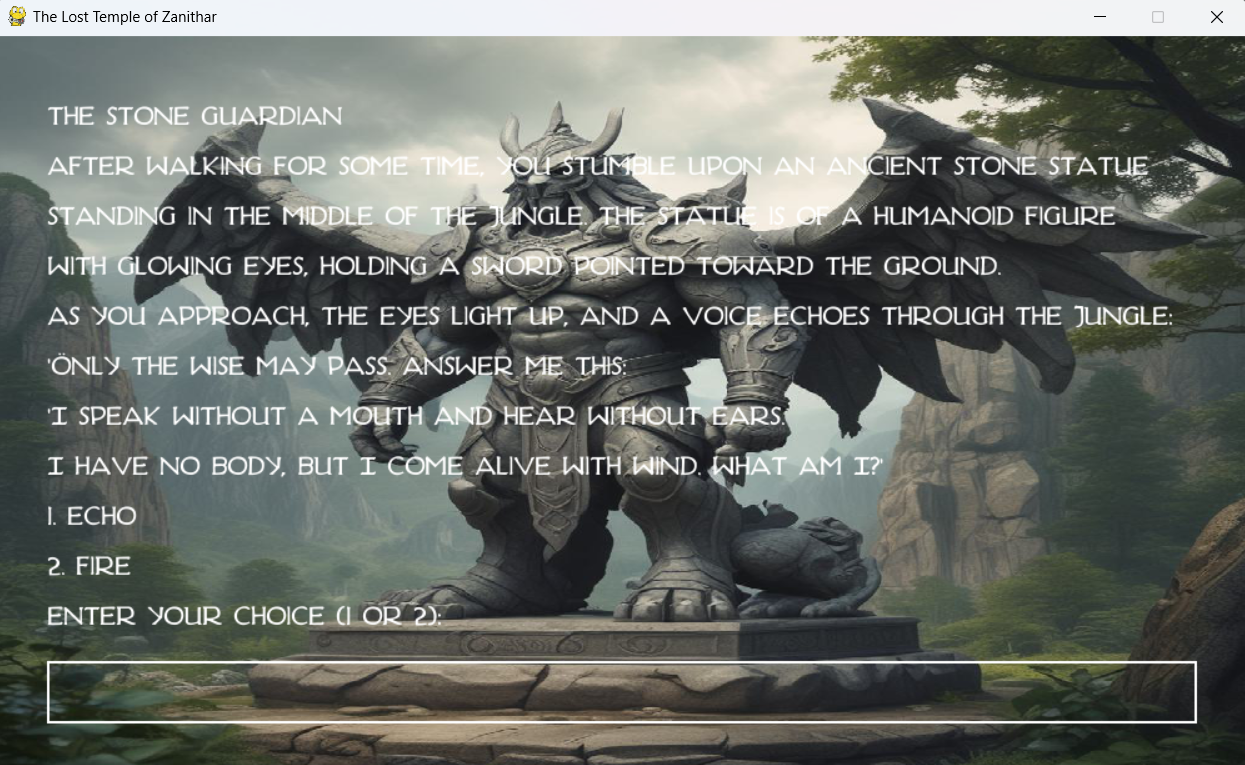 The Lost Temple of Zanithar
THE STONE GUARDIAN
AFTER WALKING FOR SOME TIME, YOU STUMBLE UPON AN ANCIENT STONE STATUE
STANDING IN THE MIDDLE OF THE JUNGLE. THE STATUE IS OF A HUMANOID FIGURE
WITH GLOWING EYES, HOLDING A SWORD POINTED TOWARD THE GROUND.
AS YOU APPROACH, THE EYES LIGHT UP, AND A VOICE ECHOES THROUGH THE JUNGLE:
'ÖNLY THE WISE MAY PASS. ANSWER ME THIS:
'I SPEAK WITHOUT A MOUTH AND HEAR WITHOUT EARS.
I HAVE NO BODY, BUT I COME ALIVE WITH WIND. WHAT AM I?'
1. ECHO
2. FIRE
ENTER YOUR CHOICE (1 OR 2):